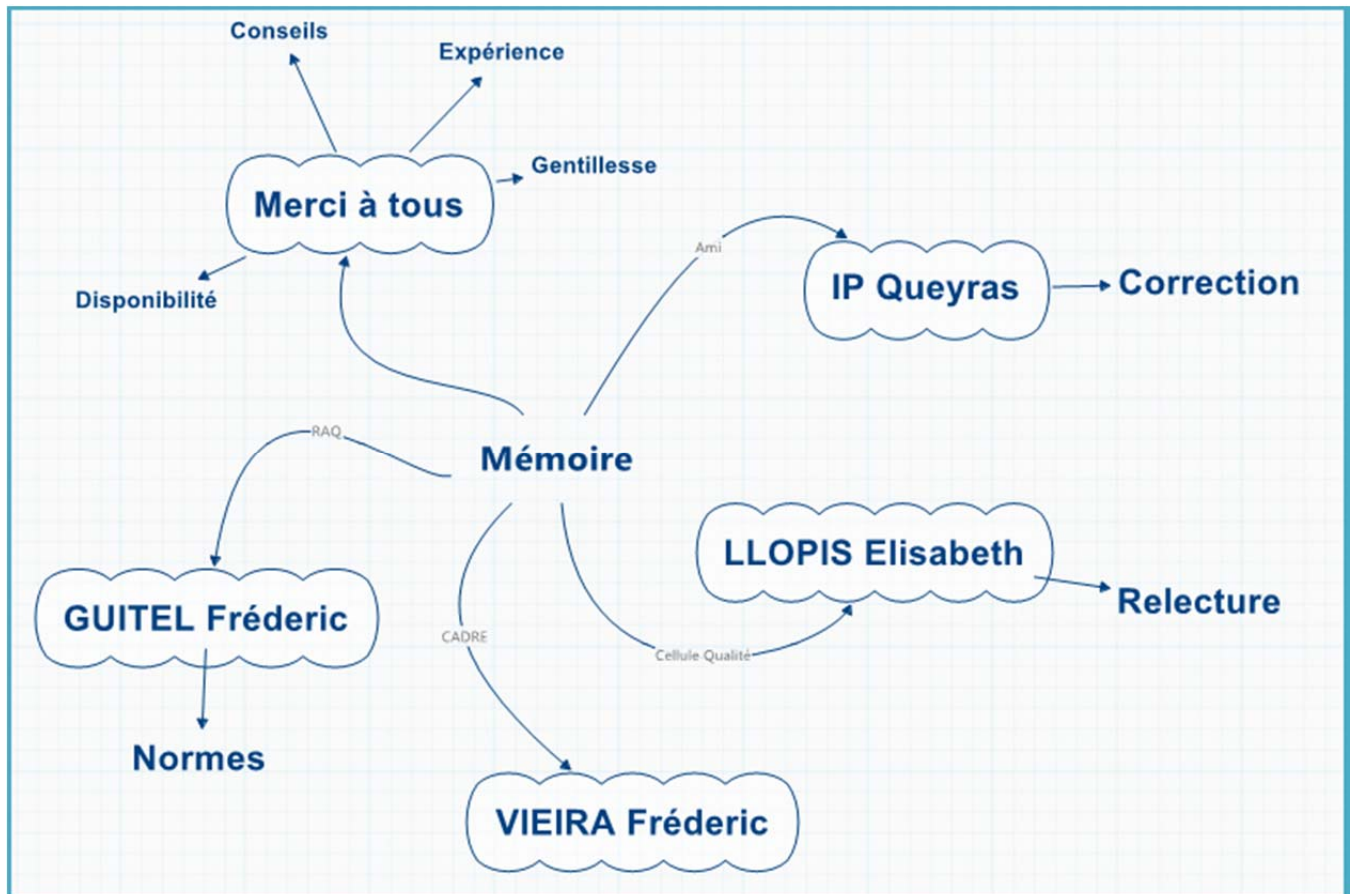 Conseils
Expérience
Gentillesse
Merci à tous
Disponibilité
Ami
IP Queyras
Correction
RAQ
Mémoire
LLOPIS Elisabeth
Relecture
GUITEL Fréderic
CADRE
Cellule Qualité
Normes
VIEIRA Fréderic